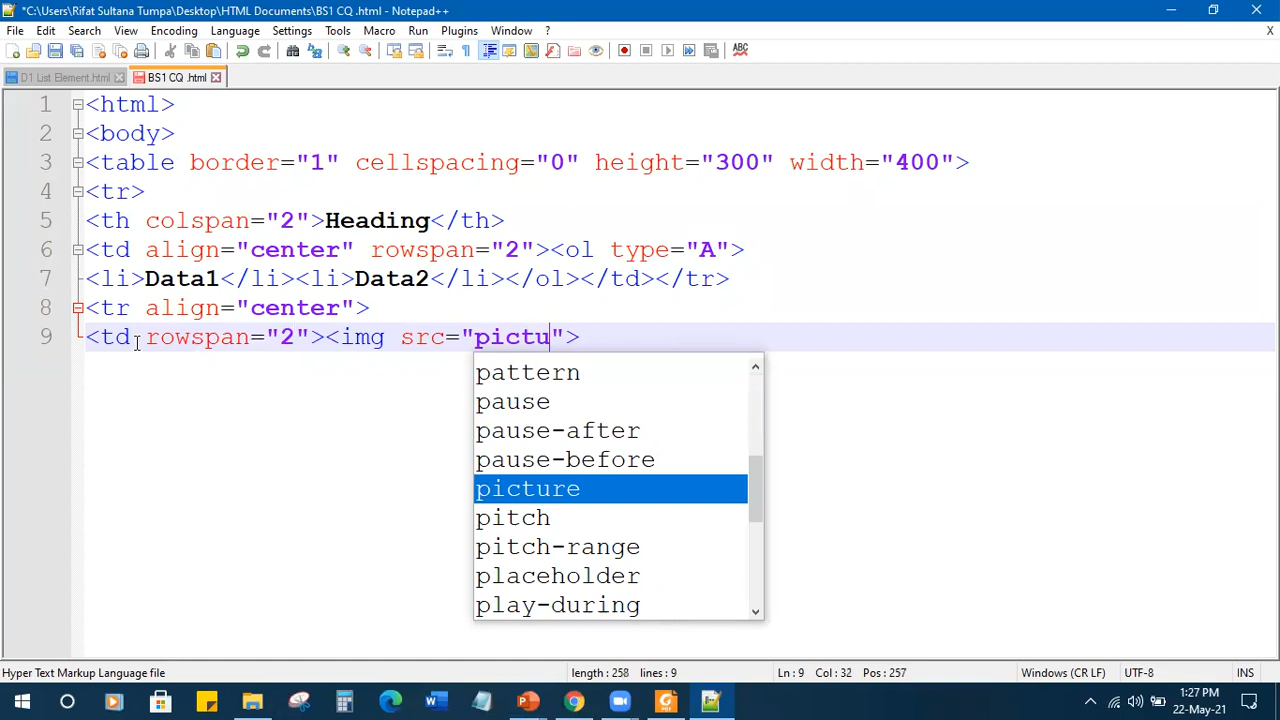 *C:\Users\Rifat Sultana Tumpa\Desktop\HTML Documents\BS1 CQ .html - Notepad++
File Edit Search View Encoding Language Settings Tools Macro Run Plugins Window ? X
D1 List Element.html BS1 CQ .html
1 <html>
2 <body>
3 <table border="1" cellspacing="0" height="300" width="400">
4 <tr>
5 <th colspan="2">Heading</th>
6 <td align="center" rowspan="2"><ol type="A">
7 <li>Data1</li><li>Data2</li></ol></td></tr>
8 <tr align="center">
9 <td rowspan="2"><img src="pictu">
pattern
pause
pause-after
pause-before
picture
pitch
pitch-range
placeholder
play-during
Hyper Text Markup Language file length : 258 lines : 9 Ln : 9 Col : 32 Pos : 257 Windows (CR LF) UTF-8 INS
1:27 PM
22-May-21